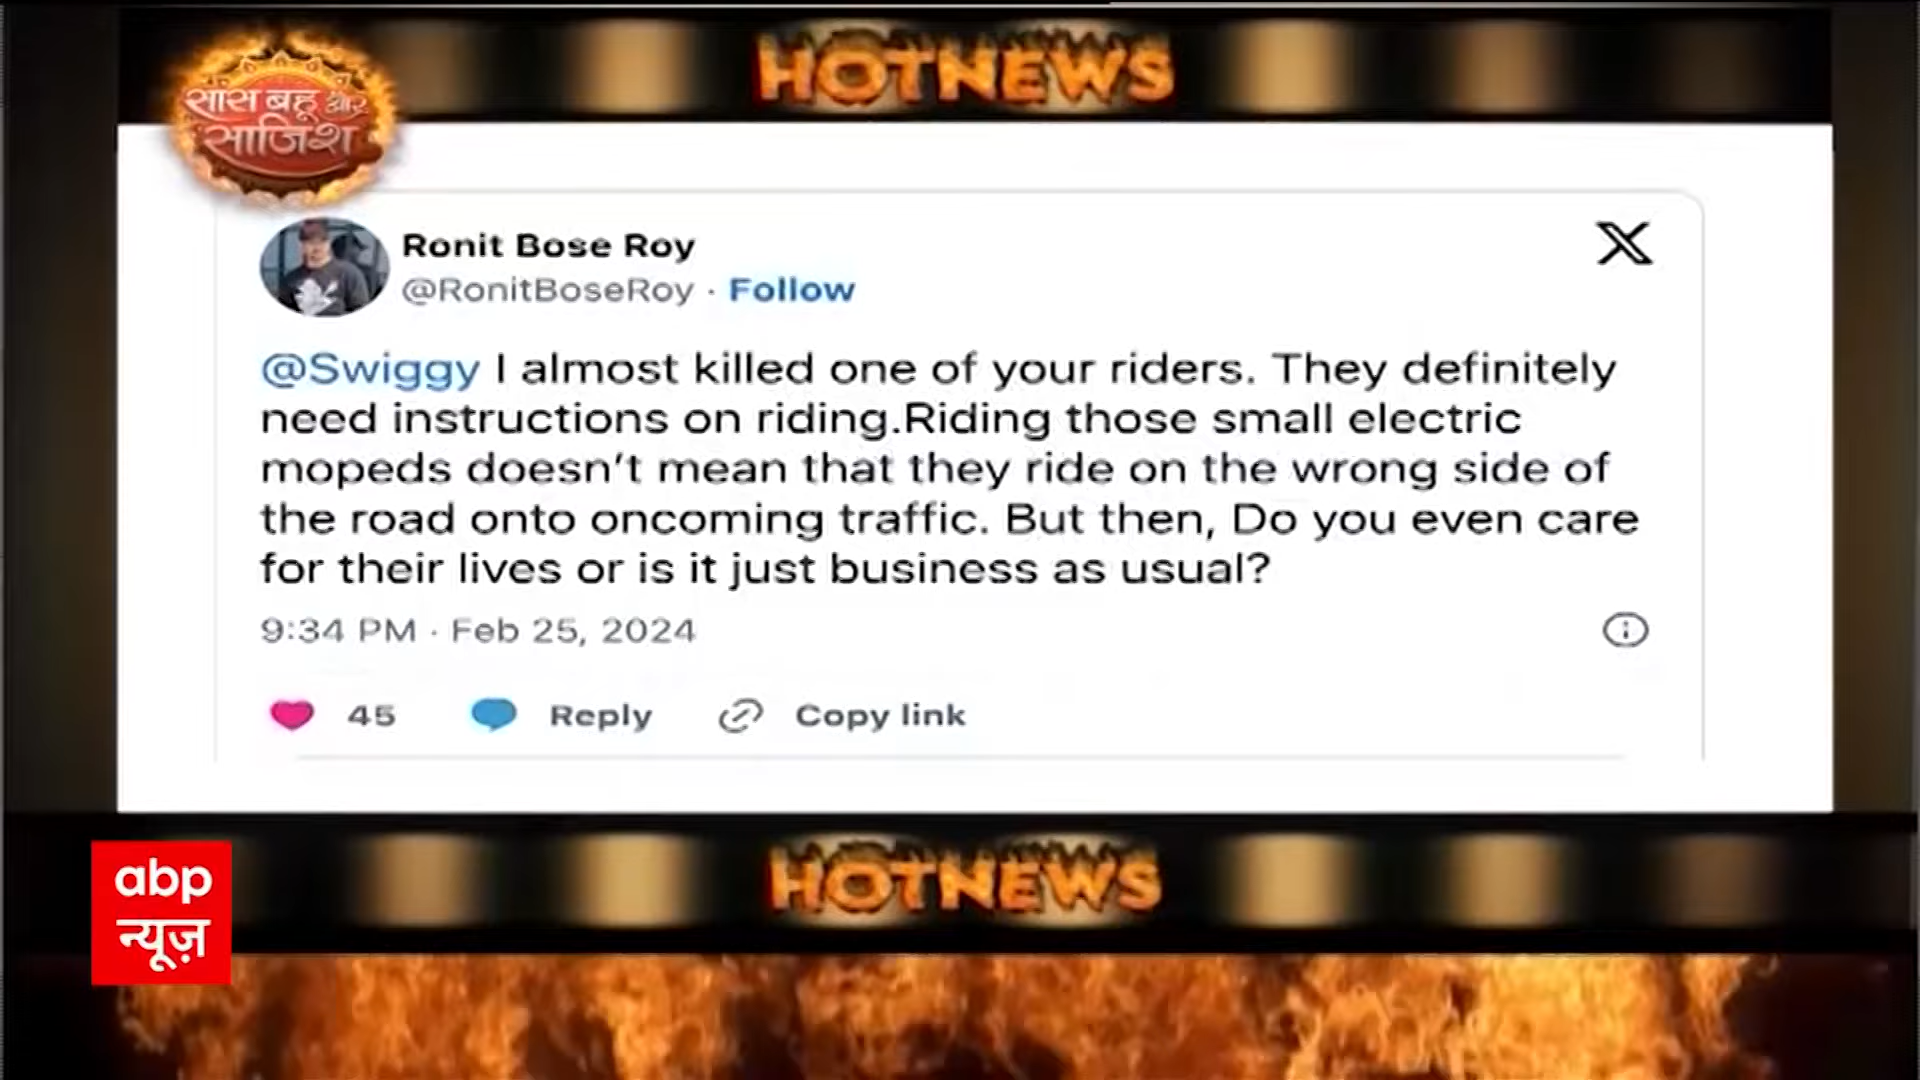 HOTNEWS
सास बहू और
साजिश
Ronit Bose Roy
@RonitBoseRoy · Follow
@Swiggy I almost killed one of your riders. They definitely
need instructions on riding.Riding those small electric
mopeds doesn't mean that they ride on the wrong side of
the road onto oncoming traffic. But then, Do you even care
for their lives or is it just business as usual?
9:34 PM · Feb 25, 2024
45 Reply Copy link
HOTNEWS
abp
न्यूज़